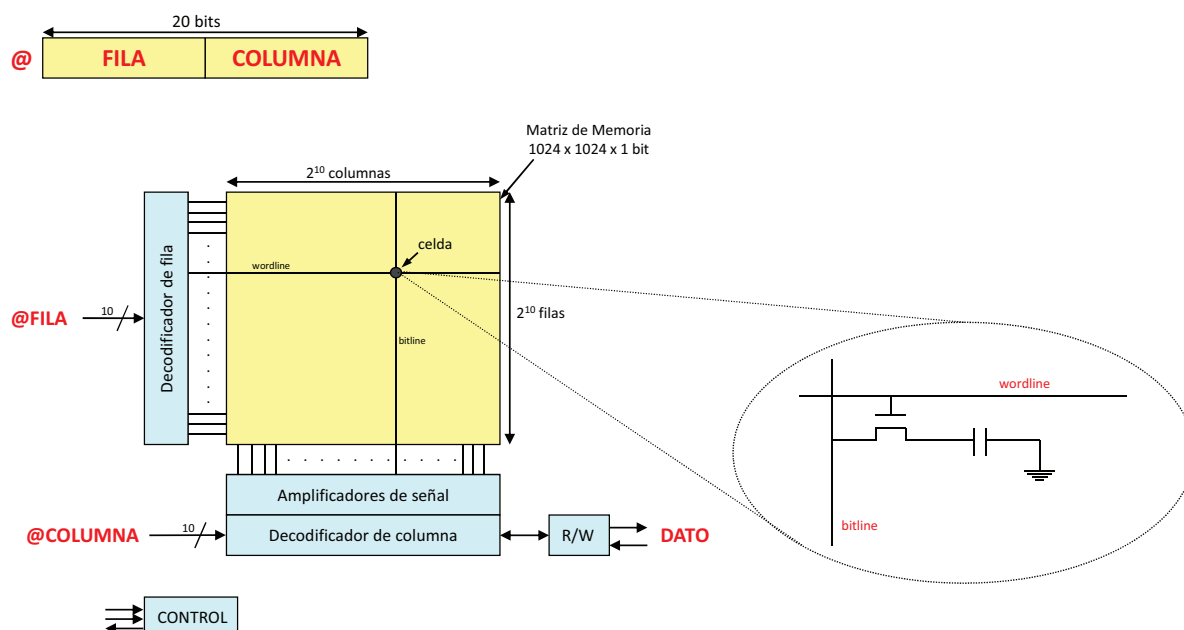 20 bits
@ FILA COLUMNA
Matriz de Memoria
1024 x 1024 x 1 bit
2¹⁰ columnas
celda
Decodificador de fila
wordline
@FILA 10
2¹⁰ filas
bitline
wordline
bitline
Amplificadores de señal
@COLUMNA 10 Decodificador de columna R/W DATO
CONTROL